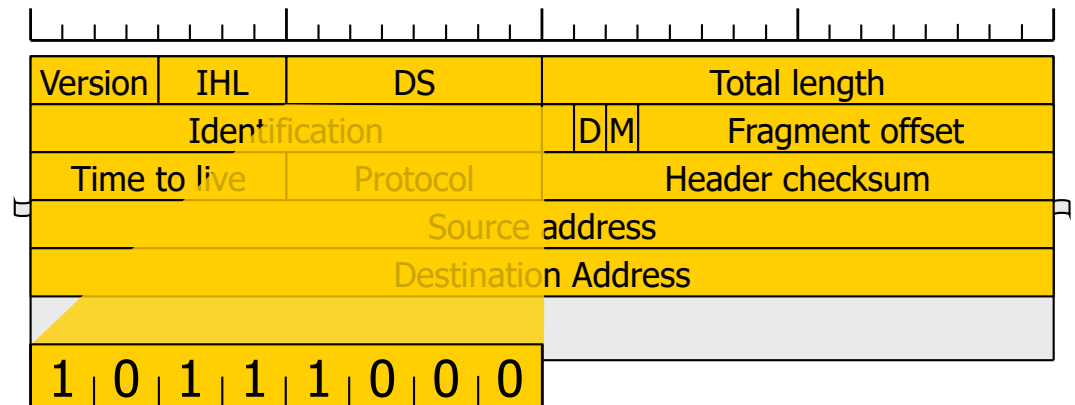 Version IHL DS Total length
Identification D M Fragment offset
Time to live Protocol Header checksum
Source address
Destination Address
1 0 1 1 1 0 0 0